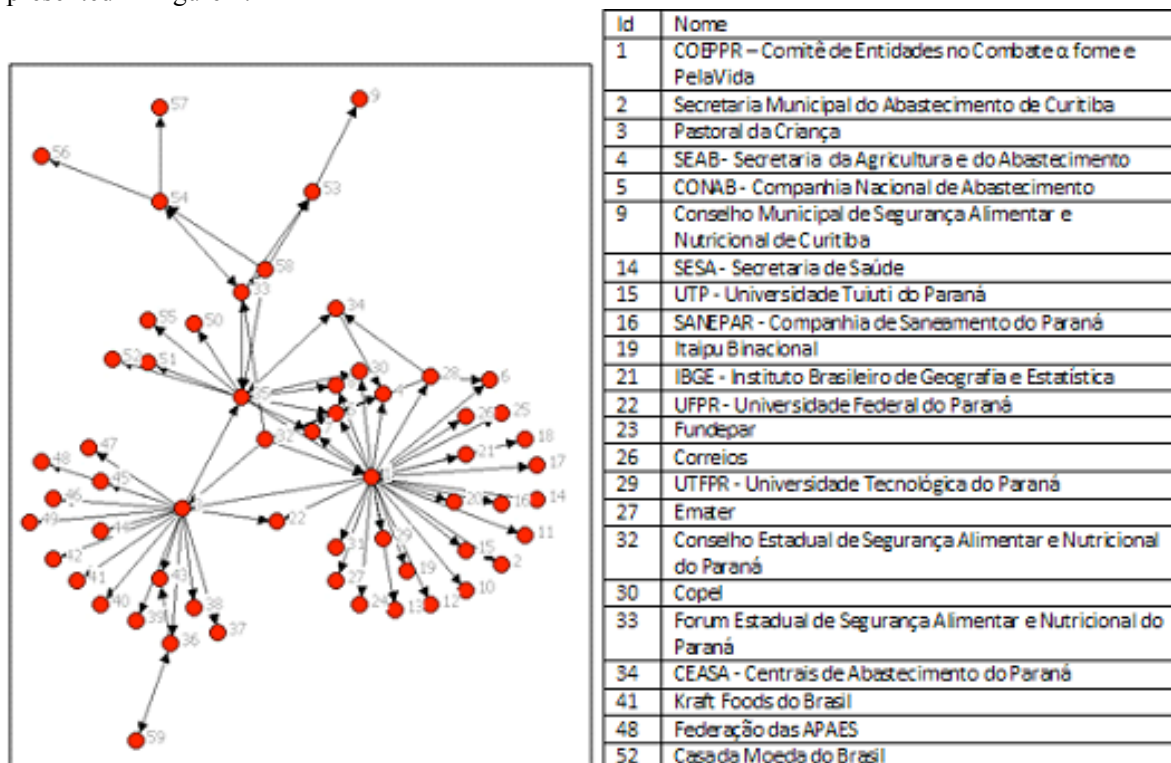 57
9
56
53
54
58
33
34
55
50
52
51
30
28
6
4
5
26
25
7
32
18
21
47
48
17
45
3
46
20
16
14
49
22
44
11
31
29
15
2
42
43
19
41
27
10
40
39
38
24
13
12
37
36
59
Id Nome
1 COEPPR – Comitê de Entidades no Combate α fome e
PelaVida
2 Secretaria Municipal do Abastecimento de Curitiba
3 Pastoral da Criança
4 SEAB- Secretaria da Agricultura e do Abastecimento
5 CONAB - Companhia Nacional de Abastecimento
9 Conselho Municipal de Segurança Alimentar e
Nutricional de Curitiba
14 SESA - Secretaria de Saúde
15 UTP - Universidade Tuiuti do Paraná
16 SANEPAR - Companhia de Saneamento do Paraná
19 Itaipu Binacional
21 IBGE - Instituto Brasileiro de Geografia e Estatística
22 UFPR - Universidade Federal do Paraná
23 Fundepar
26 Correios
29 UTFPR - Universidade Tecnológica do Paraná
27 Emater
32 Conselho Estadual de Segurança Alimentar e Nutricional
do Paraná
30 Copel
33 Forum Estadual de Segurança Alimentar e Nutricional do
Paraná
34 CEASA - Centrais de Abastecimento do Paraná
41 Kraft Foods do Brasil
48 Federação das APAES
52 Casa da Moeda do Brasil